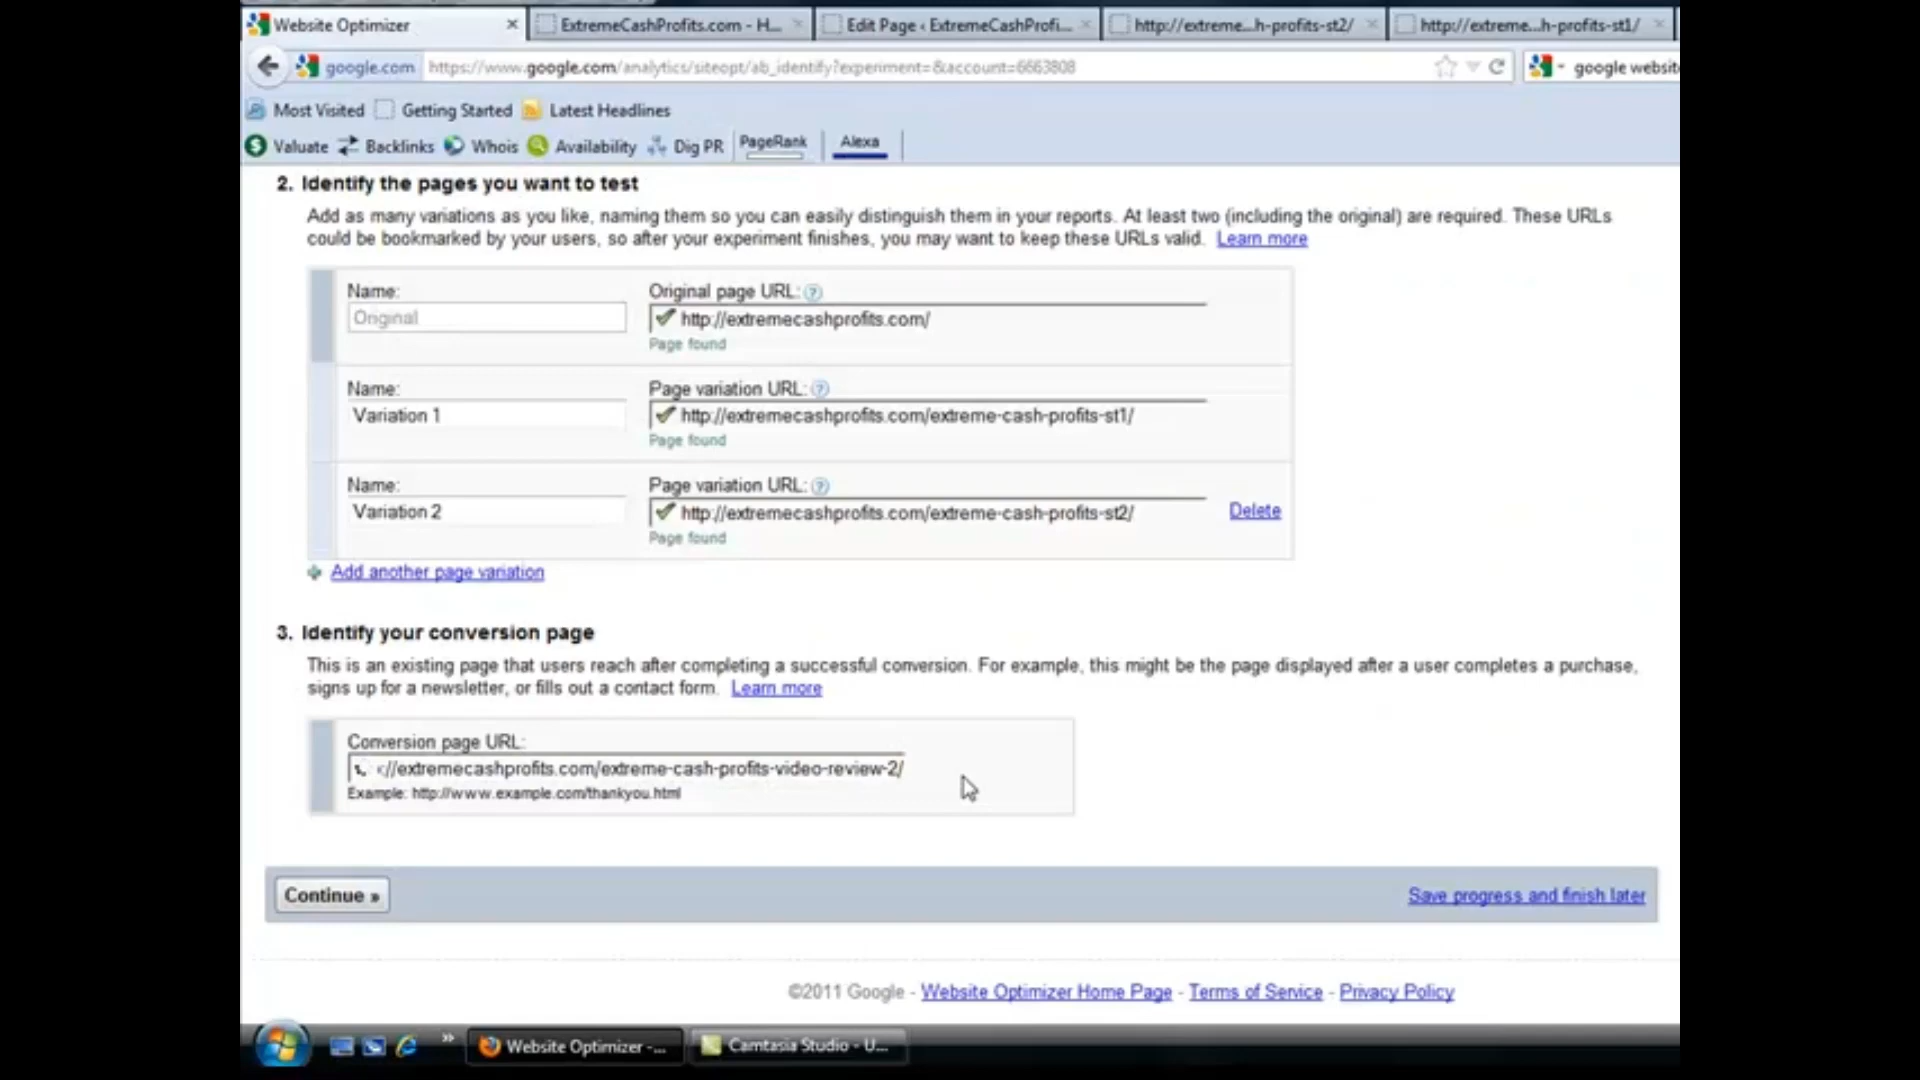 Website Optimizer
ExtremeCashProfits.com - H...
Edit Page ‹ ExtremeCashProfi...
http://extreme...h-profits-st2/
http://extreme...h-profits-st1/
google.com
https://www.google.com/analytics/siteopt/ab_identify?experiment=&account=6663808
google websit
Most Visited
Getting Started
Latest Headlines
Valuate
Backlinks
Whois
Availability
Dig PR
PageRank
Alexa
2. Identify the pages you want to test
Add as many variations as you like, naming them so you can easily distinguish them in your reports. At least two (including the original) are required. These URLs
could be bookmarked by your users, so after your experiment finishes, you may want to keep these URLs valid. Learn more
Name:
Original page URL:
Original
http://extremecashprofits.com/
Page found
Name:
Page variation URL:
Variation 1
http://extremecashprofits.com/extreme-cash-profits-st1/
Page found
Name:
Page variation URL:
Variation 2
http://extremecashprofits.com/extreme-cash-profits-st2/
Delete
Page found
Add another page variation
3. Identify your conversion page
This is an existing page that users reach after completing a successful conversion. For example, this might be the page displayed after a user completes a purchase,
signs up for a newsletter, or fills out a contact form. Learn more
Conversion page URL:
://extremecashprofits.com/extreme-cash-profits-video-review-2/
Example: http://www.example.com/thankyou.html
Continue »
Save progress and finish later
©2011 Google - Website Optimizer Home Page - Terms of Service - Privacy Policy
»
Website Optimizer -...
Camtasia Studio - U...